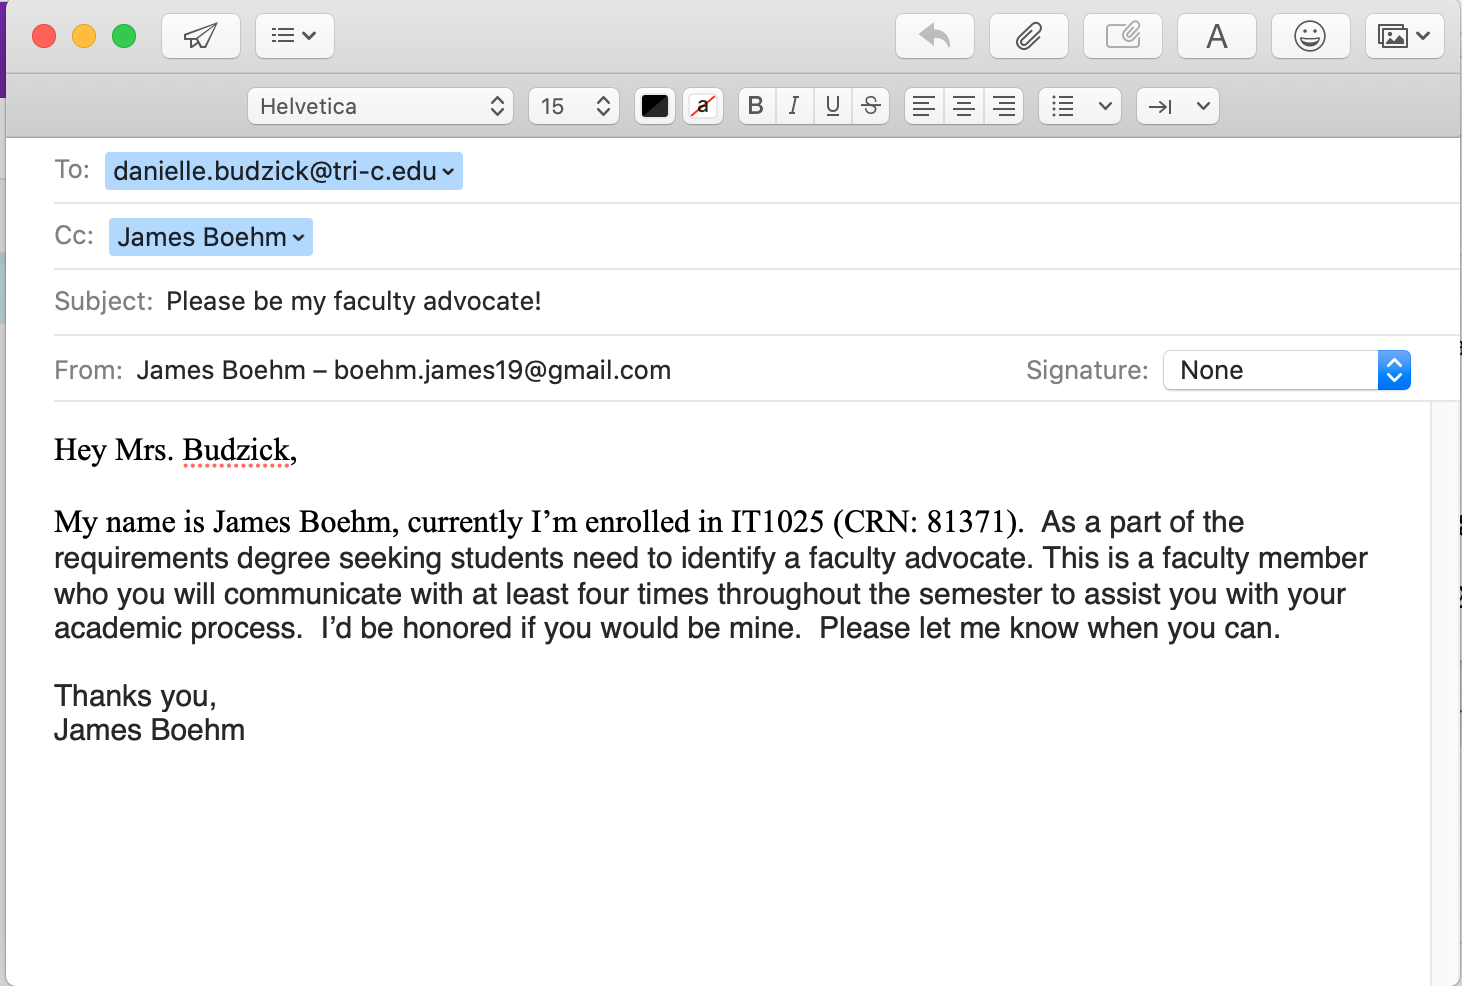 Helvetica 15 a B I U S
To: danielle.budzick@tri-c.edu
Cc: James Boehm
Subject: Please be my faculty advocate!
From: James Boehm – boehm.james19@gmail.com Signature: None
Hey Mrs. Budzick,
My name is James Boehm, currently I’m enrolled in IT1025 (CRN: 81371).  As a part of the
requirements degree seeking students need to identify a faculty advocate. This is a faculty member
who you will communicate with at least four times throughout the semester to assist you with your
academic process.  I’d be honored if you would be mine.  Please let me know when you can.
Thanks you,
James Boehm